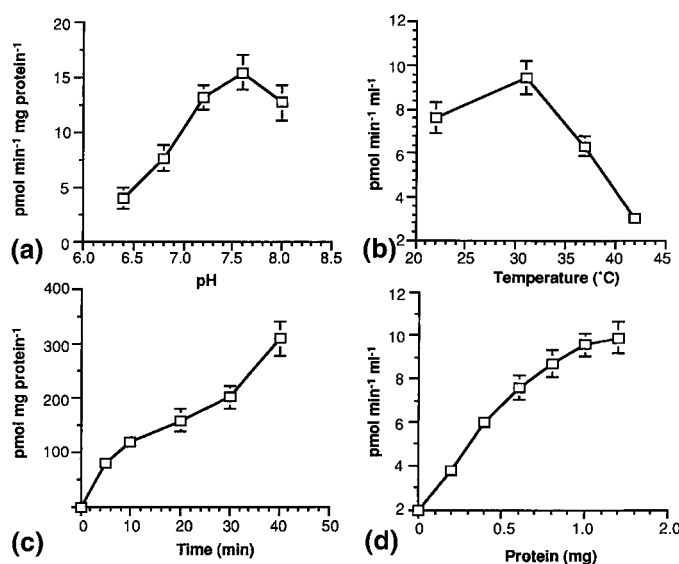 pmol min⁻¹ mg protein⁻¹
20
15
10
5
0
6.0 6.5 7.0 7.5 8.0 8.5
(a)
pH
pmol min⁻¹ ml⁻¹
12
10
8
6
4
2
20 25 30 35 40 45
(b)
Temperature (˚C)
pmol mg protein⁻¹
400
300
200
100
0 10 20 30 40 50
(c)
Time (min)
pmol min⁻¹ ml⁻¹
12
10
8
6
4
2
0 0.5 1.0 2.0
(d)
Protein (mg)